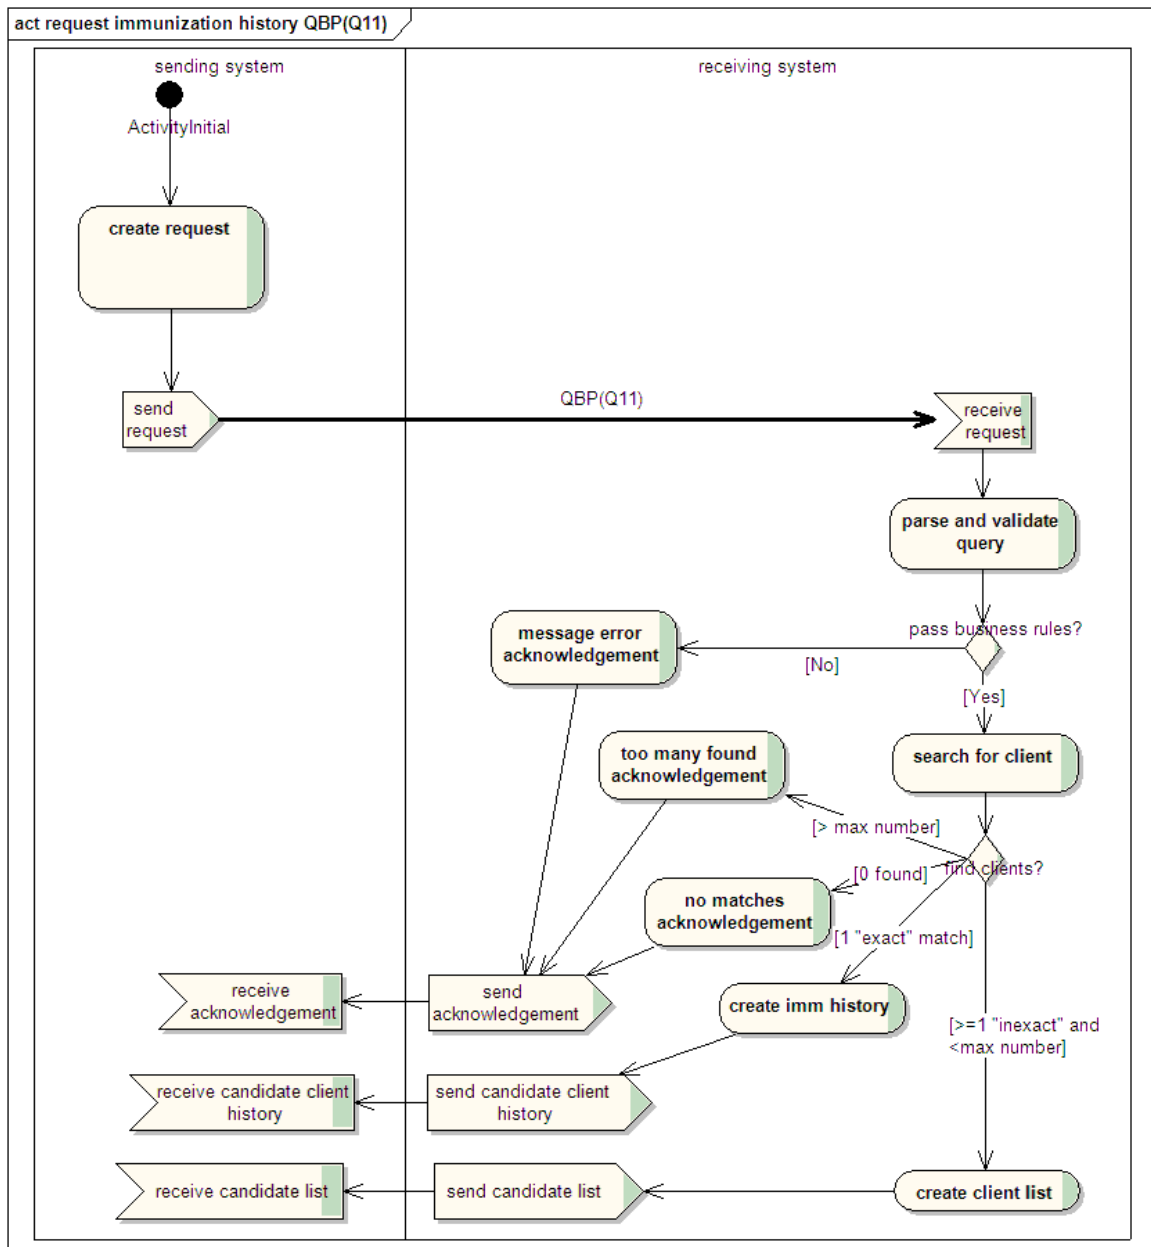 act request immunization history QBP(Q11)
sending system
receiving system
ActivityInitial
create request
send
request
QBP(Q11)
receive
request
parse and validate
query
pass business rules?
[No]
[Yes]
message error
acknowledgement
search for client
too many found
acknowledgement
[> max number]
find clients?
[0 found]
no matches
acknowledgement
[1 "exact" match]
create imm history
[>=1 "inexact" and
<max number]
send
acknowledgement
receive
acknowledgement
send candidate client
history
receive candidate client
history
create client list
send candidate list
receive candidate list